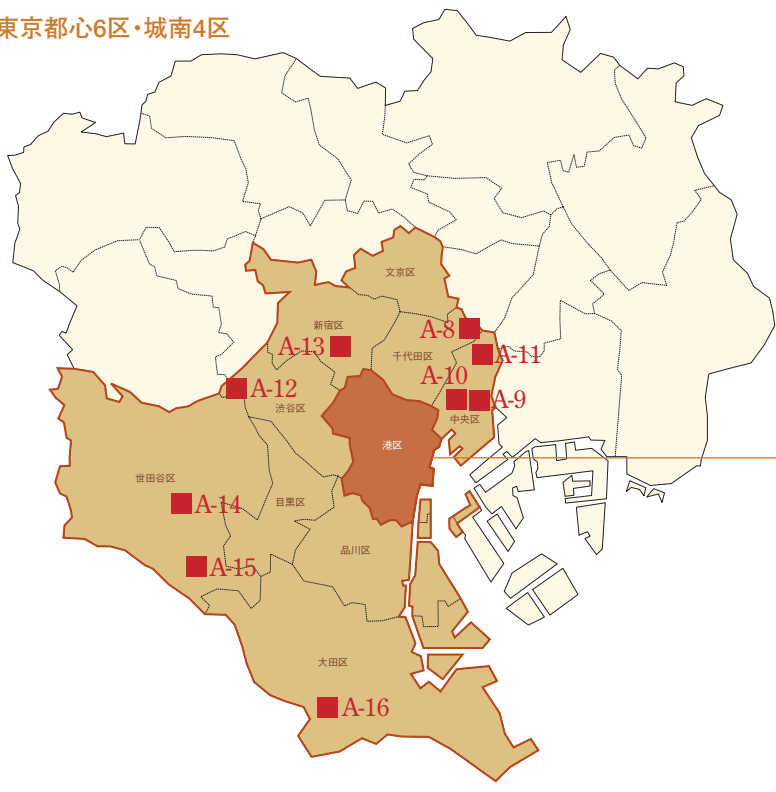 東京都心6区・城南4区
文京区
新宿区
A-8
A-13
千代田区
A-11
A-10
A-12
A-9
渋谷区
中央区
港区
世田谷区
A-14
目黒区
品川区
A-15
大田区
A-16